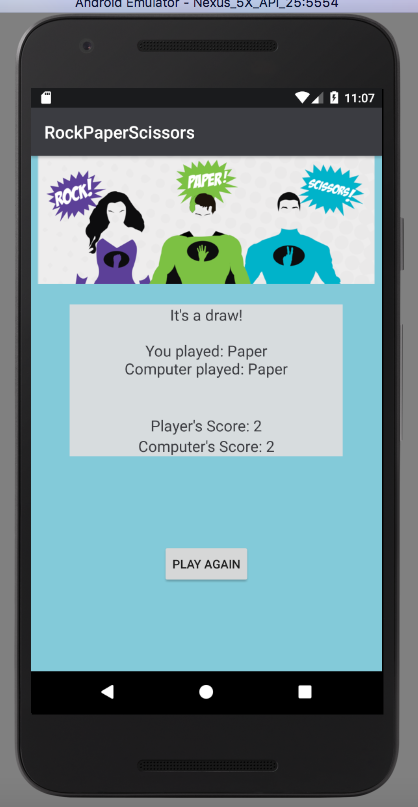 Android Emulator - Nexus_5X_API_25:5554
11:07
RockPaperScissors
ROCK!
PAPER!
SCISSORS!
It's a draw!
You played: Paper
Computer played: Paper
Player's Score: 2
Computer's Score: 2
PLAY AGAIN